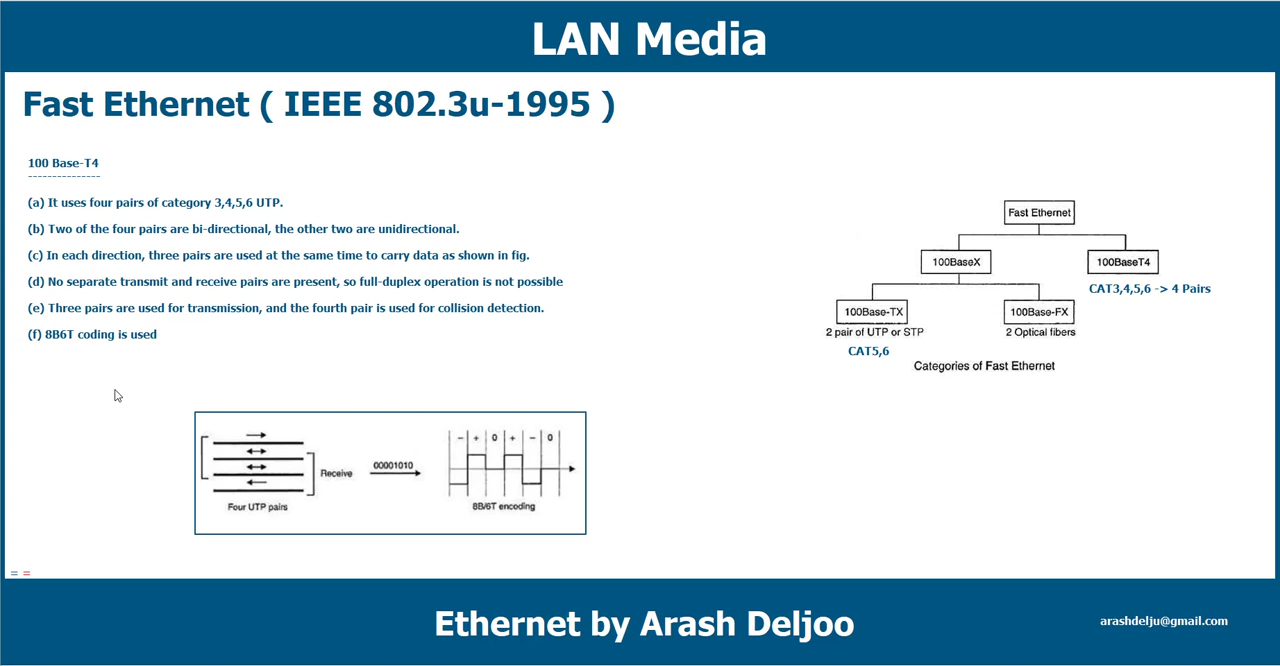 LAN Media
Fast Ethernet ( IEEE 802.3u-1995 )
100 Base-T4
---------------
(a) It uses four pairs of category 3,4,5,6 UTP.
(b) Two of the four pairs are bi-directional, the other two are unidirectional.
(c) In each direction, three pairs are used at the same time to carry data as shown in fig.
(d) No separate transmit and receive pairs are present, so full-duplex operation is not possible
(e) Three pairs are used for transmission, and the fourth pair is used for collision detection.
(f) 8B6T coding is used
Fast Ethernet
100BaseX
100BaseT4
CAT3,4,5,6 -> 4 Pairs
100Base-TX
100Base-FX
2 pair of UTP or STP
2 Optical fibers
CAT5,6
Categories of Fast Ethernet
Receive
00001010
− + 0 + − 0
Four UTP pairs
8B/6T encoding
= =
Ethernet by Arash Deljoo
arashdelju@gmail.com